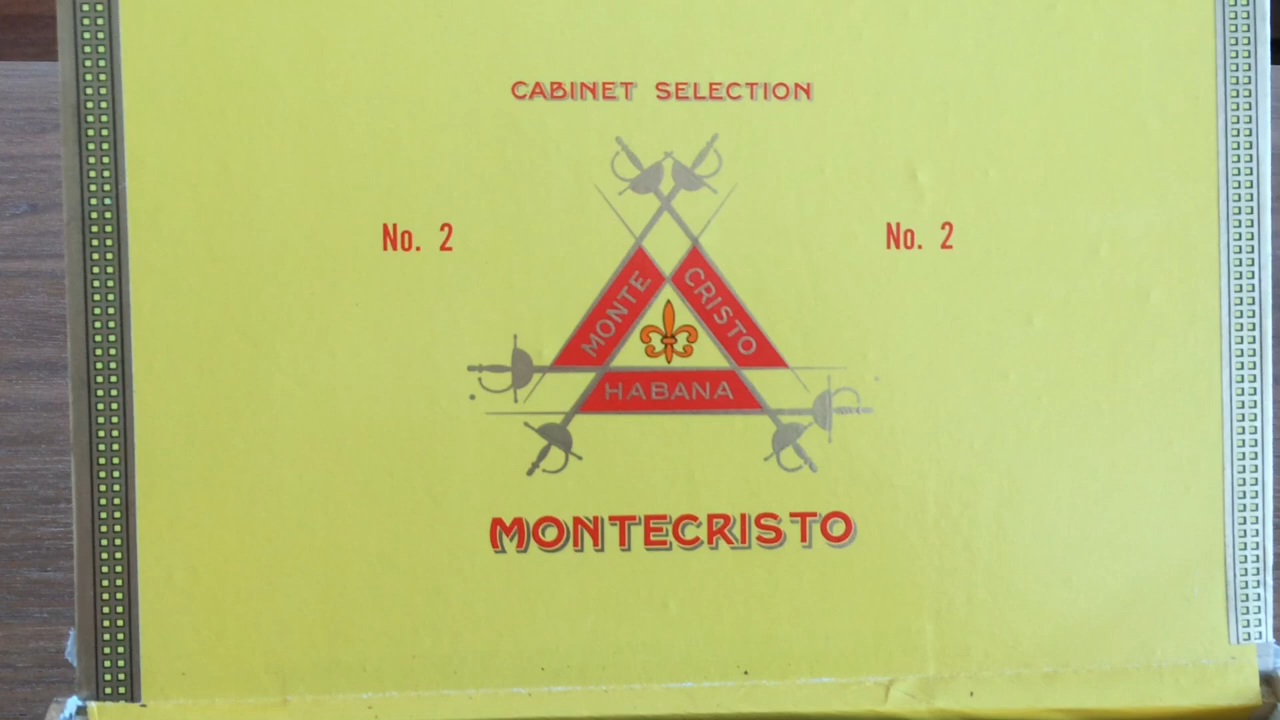 CABINET SELECTION
No. 2
No. 2
MONTE
CRISTO
HABANA
MONTECRISTO